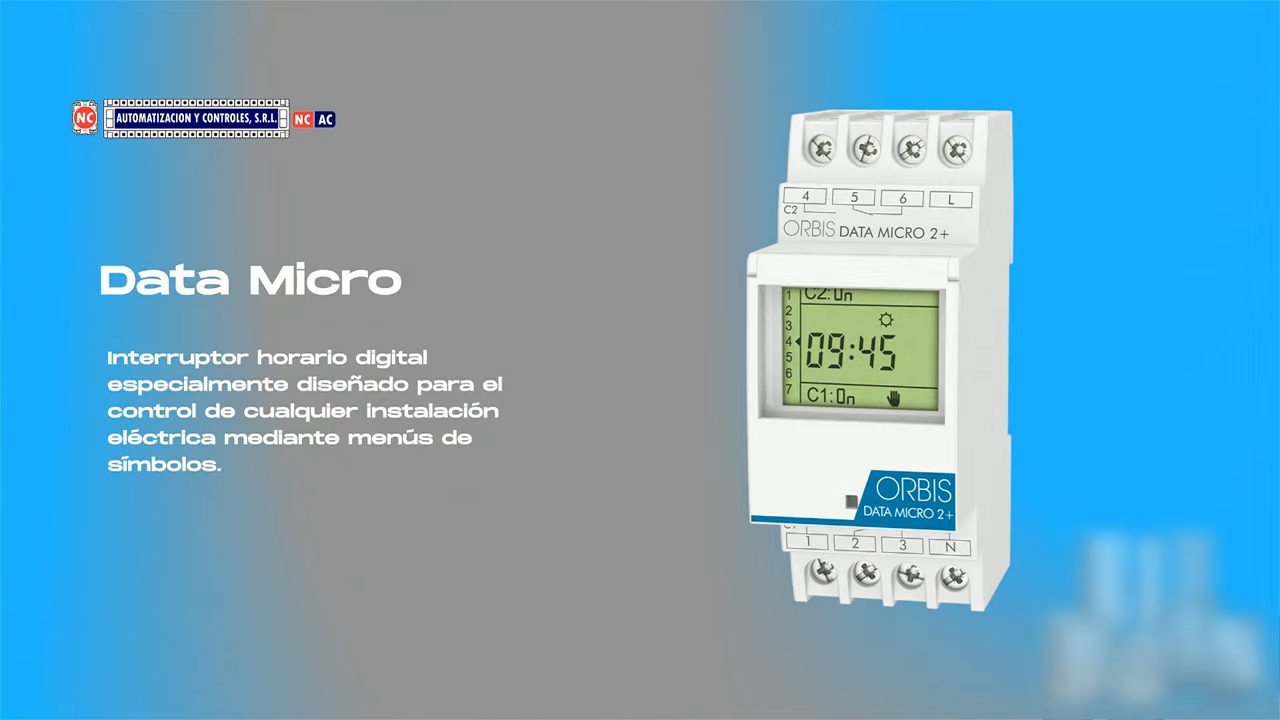 NC AUTOMATIZACION Y CONTROLES, S.R.L. NC AC
Data Micro
Interruptor horario digital
especialmente diseñado para el
control de cualquier instalación
eléctrica mediante menús de
símbolos.
4 5 6 L
C2
ORBIS DATA MICRO 2+
1 C2:On
2
3
4 09:45
5
6
7 C1:On
ORBIS
DATA MICRO 2+
1 2 3 N